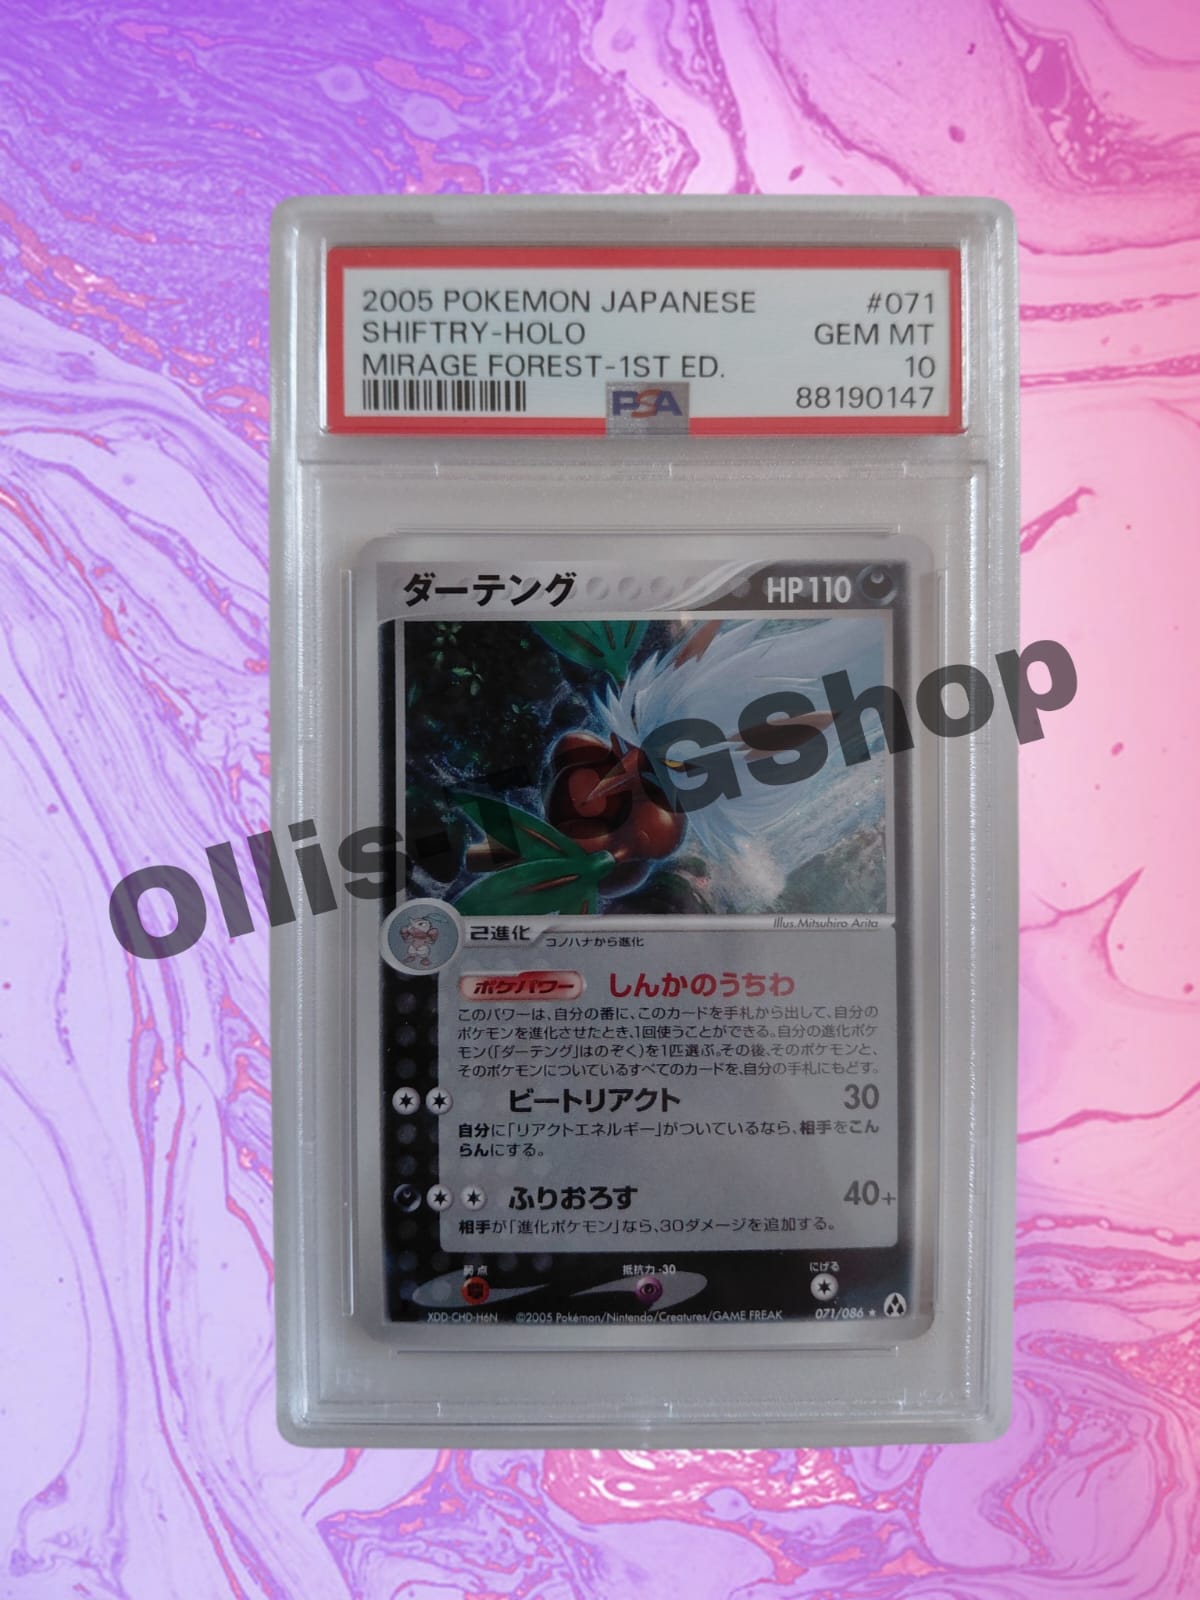 2005 POKEMON JAPANESE #071
SHIFTRY-HOLO GEM MT
MIRAGE FOREST-1ST ED. 10
PSA 88190147
ダーテング HP 110
Ollis-TCGShop
Illus. Mitsuhiro Arita
2進化 コノハナから進化
ポケパワー しんかのうちわ
このパワーは、自分の番に、このカードを手札から出して、自分の
ポケモンを進化させたとき、1回使うことができる。自分の進化ポケ
モン(「ダーテング」はのぞく)を1匹選ぶ。その後、そのポケモンと、
そのポケモンについているすべてのカードを、自分の手札にもどす。
ビートリアクト 30
自分に「リアクトエネルギー」がついているなら、相手をこん
らんにする。
ふりおろす 40+
相手が「進化ポケモン」なら、30ダメージを追加する。
弱点 抵抗力 -30 にげる
XDD-CHD-H6N ©2005 Pokémon/Nintendo/Creatures/GAME FREAK 071/086 ★